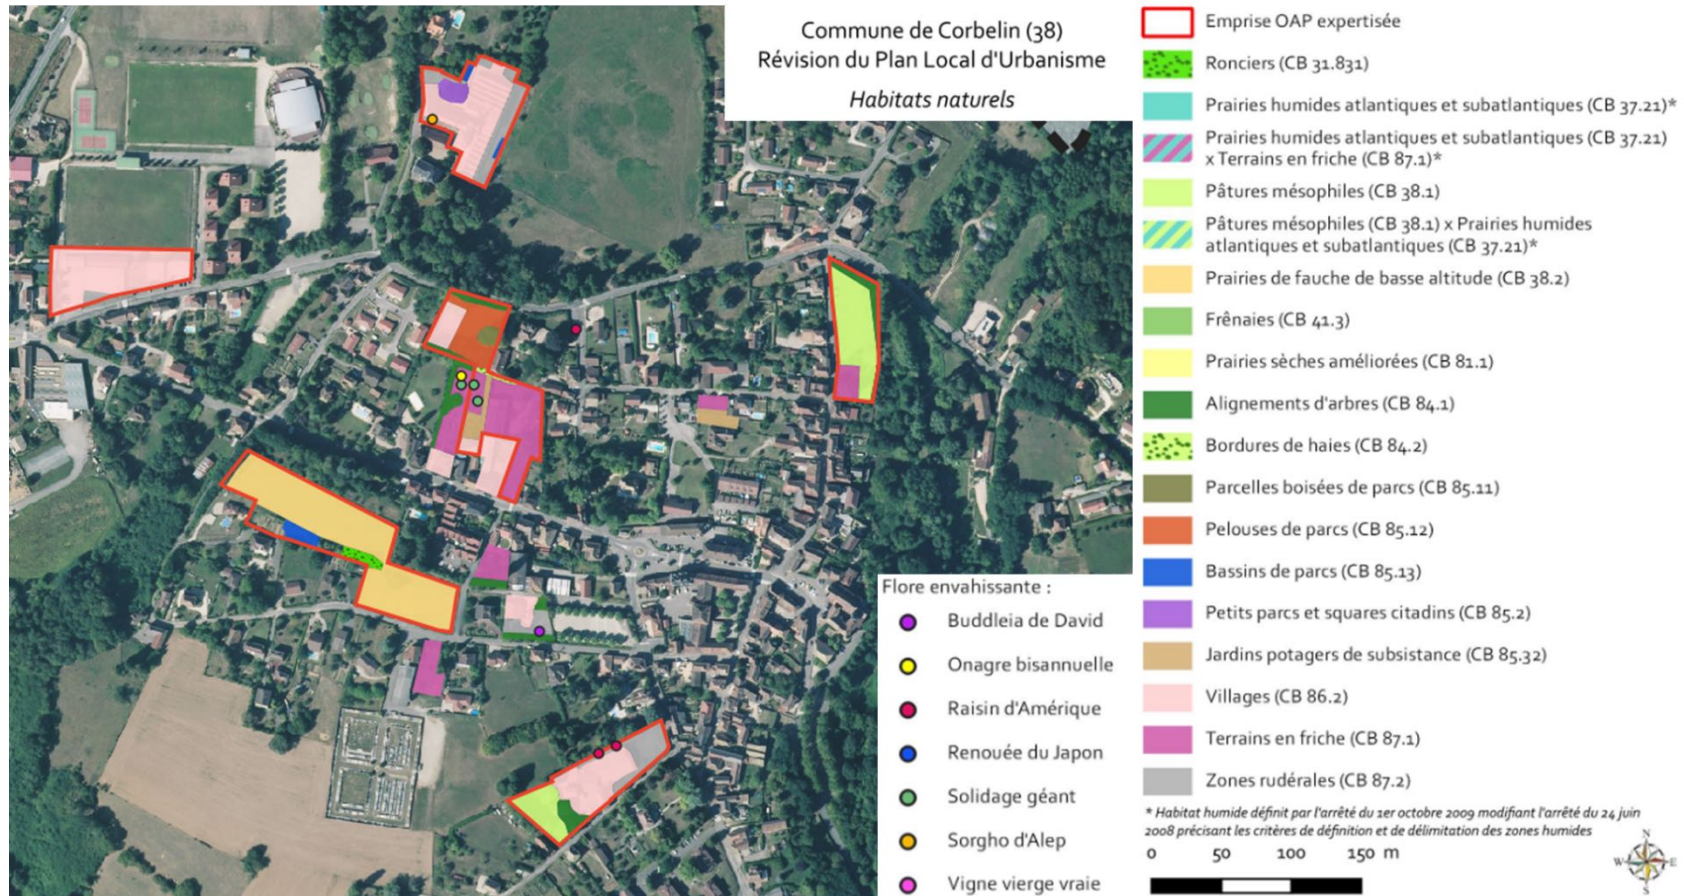 Commune de Corbelin (38)
Révision du Plan Local d'Urbanisme
Habitats naturels
Emprise OAP expertisée
Ronciers (CB 31.831)
Prairies humides atlantiques et subatlantiques (CB 37.21)*
Prairies humides atlantiques et subatlantiques (CB 37.21)
x Terrains en friche (CB 87.1)*
Pâtures mésophiles (CB 38.1)
Pâtures mésophiles (CB 38.1) x Prairies humides
atlantiques et subatlantiques (CB 37.21)*
Prairies de fauche de basse altitude (CB 38.2)
Frênaies (CB 41.3)
Prairies sèches améliorées (CB 81.1)
Alignements d'arbres (CB 84.1)
Bordures de haies (CB 84.2)
Parcelles boisées de parcs (CB 85.11)
Pelouses de parcs (CB 85.12)
Bassins de parcs (CB 85.13)
Petits parcs et squares citadins (CB 85.2)
Jardins potagers de subsistance (CB 85.32)
Villages (CB 86.2)
Terrains en friche (CB 87.1)
Zones rudérales (CB 87.2)
* Habitat humide définit par l'arrêté du 1er octobre 2009 modifiant l'arrêté du 24 juin
2008 précisant les critères de définition et de délimitation des zones humides
0 50 100 150 m
N
W E
S
Flore envahissante :
Buddleia de David
Onagre bisannuelle
Raisin d'Amérique
Renouée du Japon
Solidage géant
Sorgho d'Alep
Vigne vierge vraie